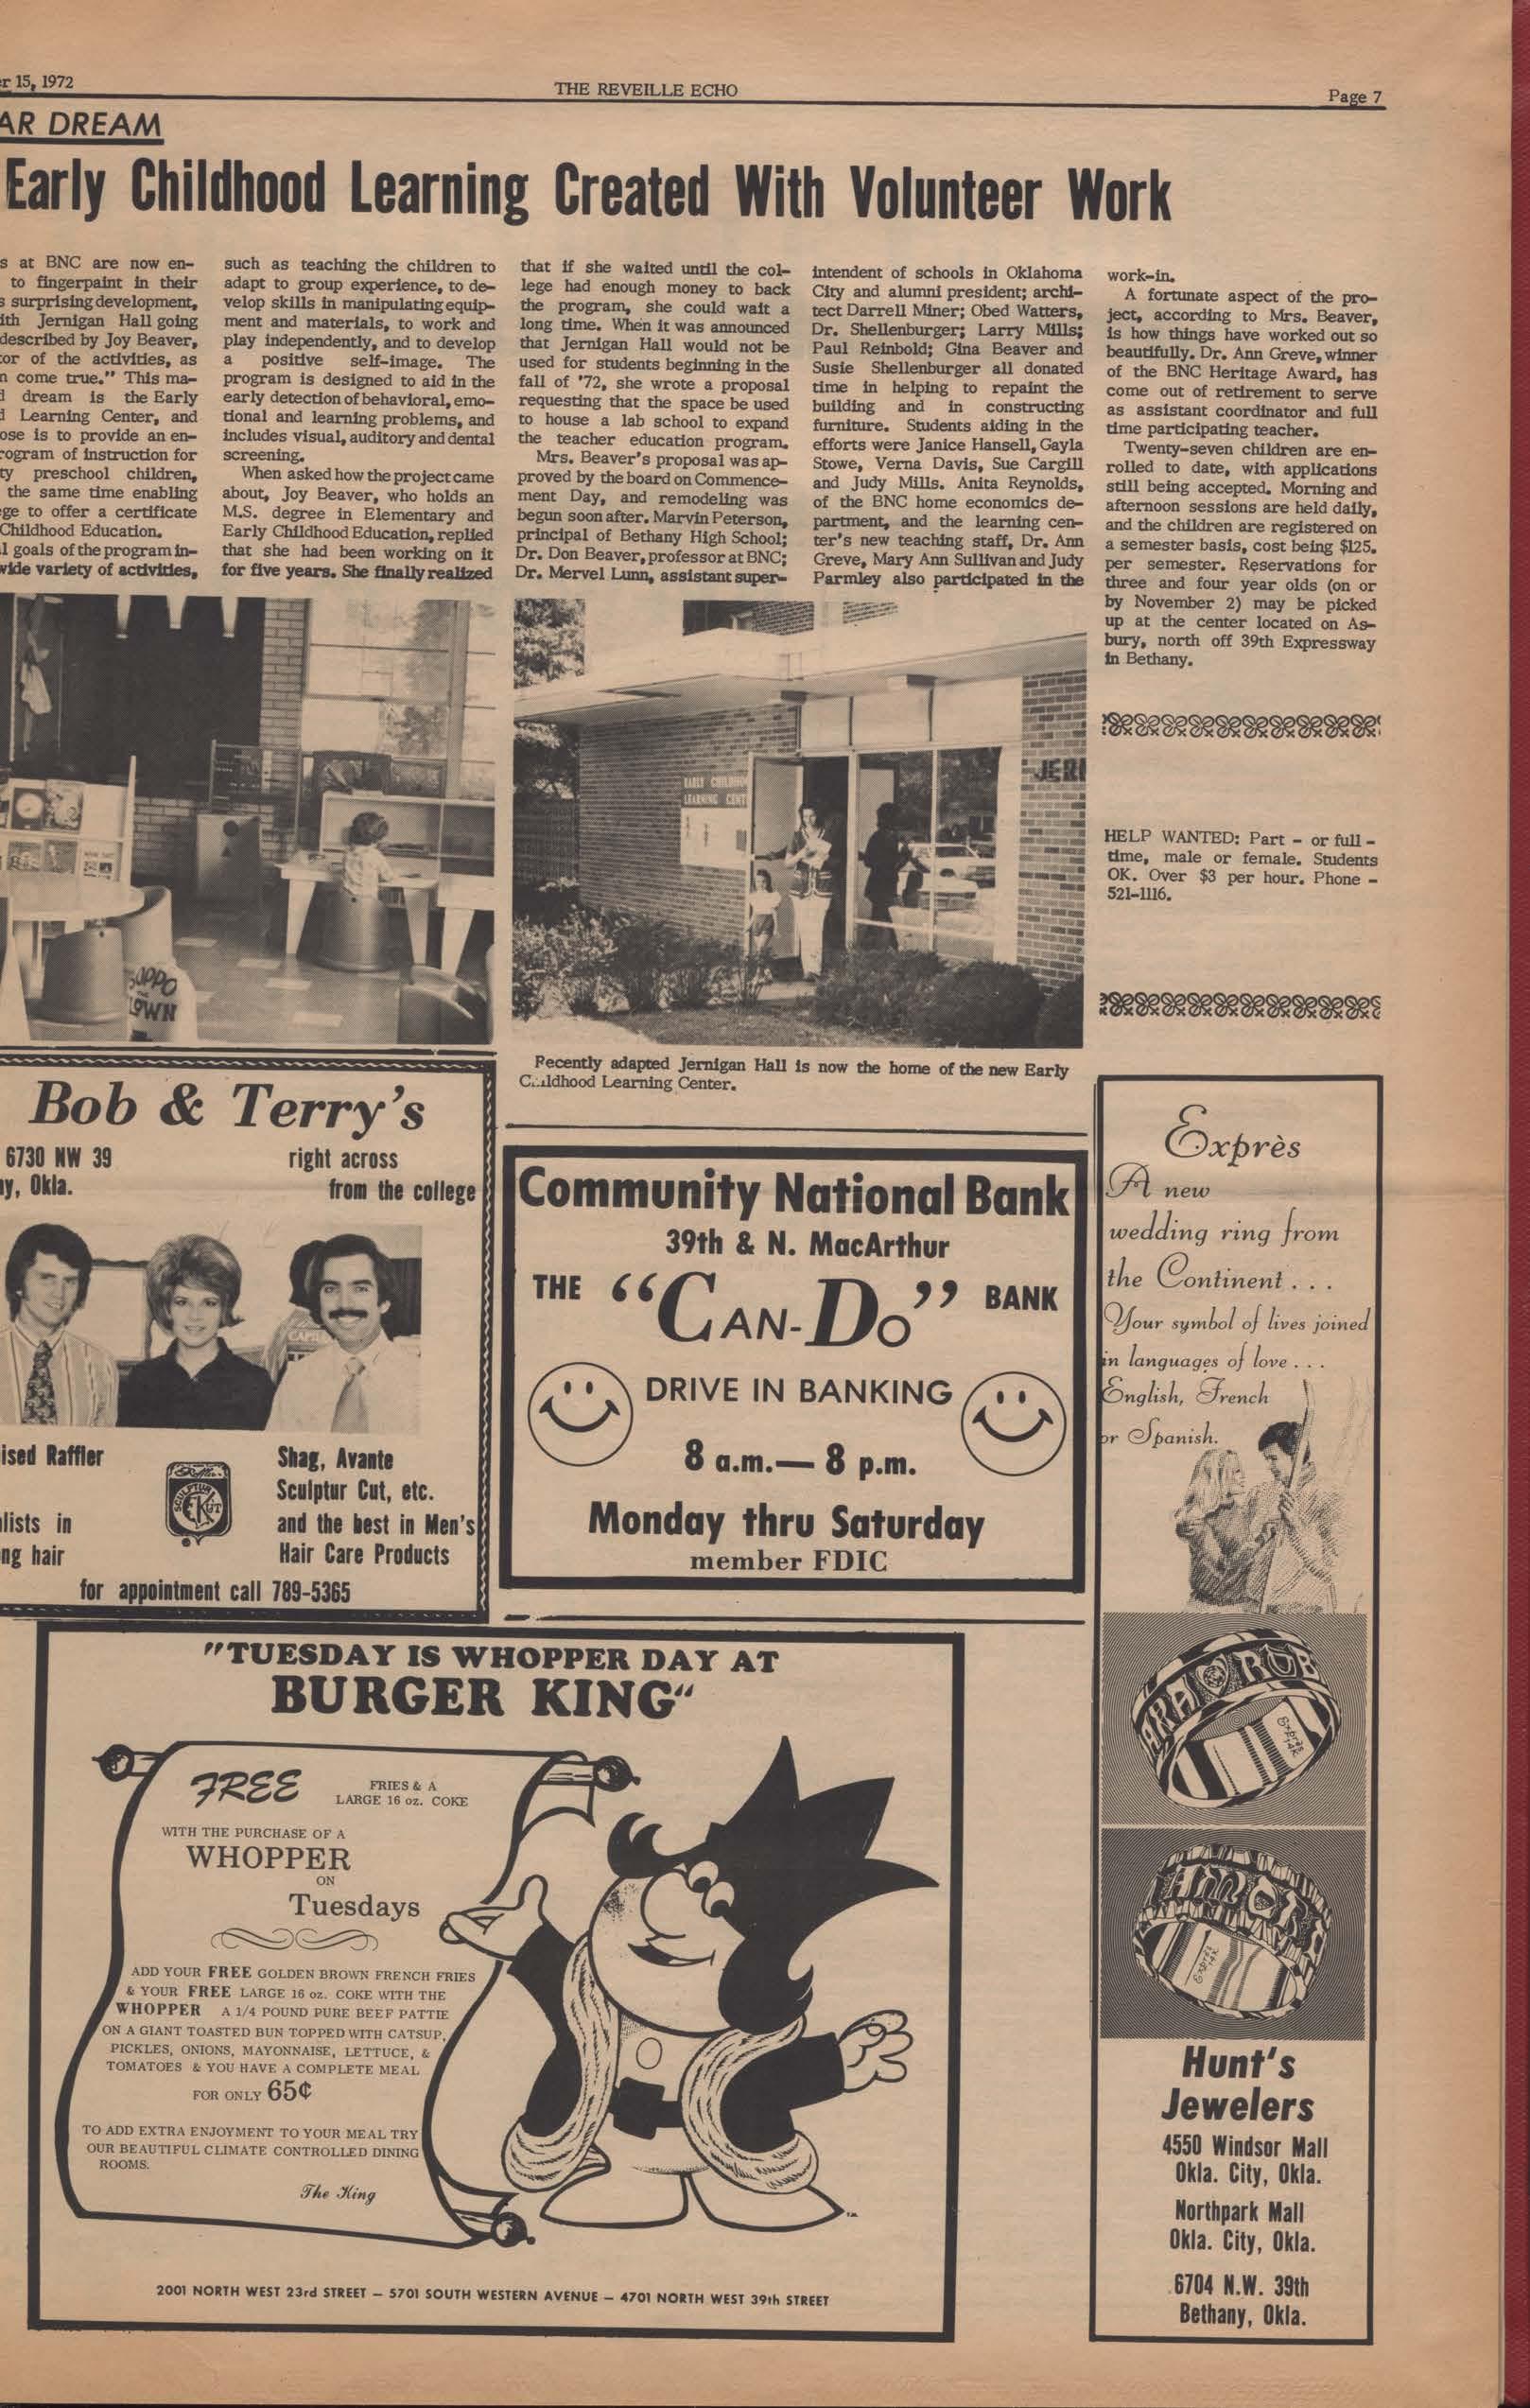 15, 1972
THE REVEILLE ECHO
Page 7
AR DREAM
Early Childhood Learning Created With Volunteer Work
s at BNC are now en-
to fingerpaint in their
s surprising development,
ith Jernigan Hall going
described by Joy Beaver,
or of the activities, as
n come true." This ma-
d dream is the Early
d Learning Center, and
ose is to provide an en-
rogram of instruction for
ty preschool children,
the same time enabling
ge to offer a certificate
Childhood Education.
l goals of the program in-
wide variety of activities,
such as teaching the children to
adapt to group experience, to de-
velop skills in manipulating equip-
ment and materials, to work and
play independently, and to develop
a positive self-image. The
program is designed to aid in the
early detection of behavioral, emo-
tional and learning problems, and
includes visual, auditory and dental
screening.
When asked how the project came
about, Joy Beaver, who holds an
M.S. degree in Elementary and
Early Childhood Education, replied
that she had been working on it
for five years. She finally realized
that if she waited until the col-
lege had enough money to back
the program, she could wait a
long time. When it was announced
that Jernigan Hall would not be
used for students beginning in the
fall of '72, she wrote a proposal
requesting that the space be used
to house a lab school to expand
the teacher education program.
Mrs. Beaver's proposal was ap-
proved by the board on Commence-
ment Day, and remodeling was
begun soon after. Marvin Peterson,
principal of Bethany High School;
Dr. Don Beaver, professor at BNC;
Dr. Mervel Lunn, assistant super-
intendent of schools in Oklahoma
City and alumni president; archi-
tect Darrell Miner; Obed Watters,
Dr. Shellenburger; Larry Mills;
Paul Reinbold; Gina Beaver and
Susie Shellenburger all donated
time in helping to repaint the
building and in constructing
furniture. Students aiding in the
efforts were Janice Hansell, Gayla
Stowe, Verna Davis, Sue Cargill
and Judy Mills. Anita Reynolds,
of the BNC home economics de-
partment, and the learning cen-
ter's new teaching staff, Dr. Ann
Greve, Mary Ann Sullivan and Judy
Parmley also participated in the
work-in.
A fortunate aspect of the pro-
ject, according to Mrs. Beaver,
is how things have worked out so
beautifully. Dr. Ann Greve, winner
of the BNC Heritage Award, has
come out of retirement to serve
as assistant coordinator and full
time participating teacher.
Twenty-seven children are en-
rolled to date, with applications
still being accepted. Morning and
afternoon sessions are held daily,
and the children are registered on
a semester basis, cost being $125.
per semester. Reservations for
three and four year olds (on or
by November 2) may be picked
up at the center located on As-
bury, north off 39th Expressway
in Bethany.
EARLY CHILDHOO
LEARNING CENT
JERN
HELP WANTED: Part - or full -
time, male or female. Students
OK. Over $3 per hour. Phone -
521-1116.
Recently adapted Jernigan Hall is now the home of the new Early
Childhood Learning Center.
Bob & Terry's
6730 NW 39
right across
y, Okla.
from the college
ised Raffler
Shag, Avante
Sculptur Cut, etc.
lists in
and the best in Men's
ng hair
Hair Care Products
for appointment call 789-5365
Community National Bank
39th & N. MacArthur
THE "CAN-DO" BANK
DRIVE IN BANKING
8 a.m.— 8 p.m.
Monday thru Saturday
member FDIC
Exprès
A new
wedding ring from
the Continent . . .
Your symbol of lives joined
in languages of love . . .
English, French
or Spanish.
Hunt's
Jewelers
4550 Windsor Mall
Okla. City, Okla.
Northpark Mall
Okla. City, Okla.
6704 N.W. 39th
Bethany, Okla.
"TUESDAY IS WHOPPER DAY AT
BURGER KING"
FREE FRIES & A
LARGE 16 oz. COKE
WITH THE PURCHASE OF A
WHOPPER
ON
Tuesdays
ADD YOUR FREE GOLDEN BROWN FRENCH FRIES
& YOUR FREE LARGE 16 oz. COKE WITH THE
WHOPPER A 1/4 POUND PURE BEEF PATTIE
ON A GIANT TOASTED BUN TOPPED WITH CATSUP,
PICKLES, ONIONS, MAYONNAISE, LETTUCE, &
TOMATOES & YOU HAVE A COMPLETE MEAL
FOR ONLY 65¢
TO ADD EXTRA ENJOYMENT TO YOUR MEAL TRY
OUR BEAUTIFUL CLIMATE CONTROLLED DINING
ROOMS.
The King
2001 NORTH WEST 23rd STREET — 5701 SOUTH WESTERN AVENUE — 4701 NORTH WEST 39th STREET